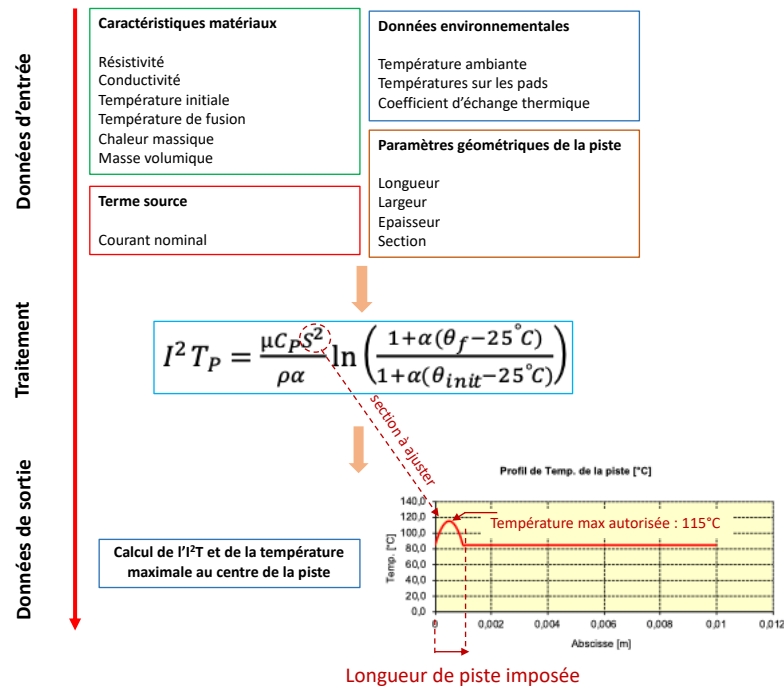 Données d'entrée
Caractéristiques matériaux
Résistivité
Conductivité
Température initiale
Température de fusion
Chaleur massique
Masse volumique
Données environnementales
Température ambiante
Températures sur les pads
Coefficient d'échange thermique
Terme source
Courant nominal
Paramètres géométriques de la piste
Longueur
Largeur
Epaisseur
Section
Traitement
I² T_P = μC_PS² / ρα ln( 1+α(θ_f−25°C) / 1+α(θ_init−25°C) )
section à ajuster
Données de sortie
Calcul de l'I²T et de la température
maximale au centre de la piste
Profil de Temp. de la piste [°C]
Temp. [°C]
140,0
120,0
100,0
80,0
60,0
40,0
20,0
0,0
Température max autorisée : 115°C
0 0,002 0,004 0,006 0,008 0,01 0,012
Abscisse [m]
Longueur de piste imposée